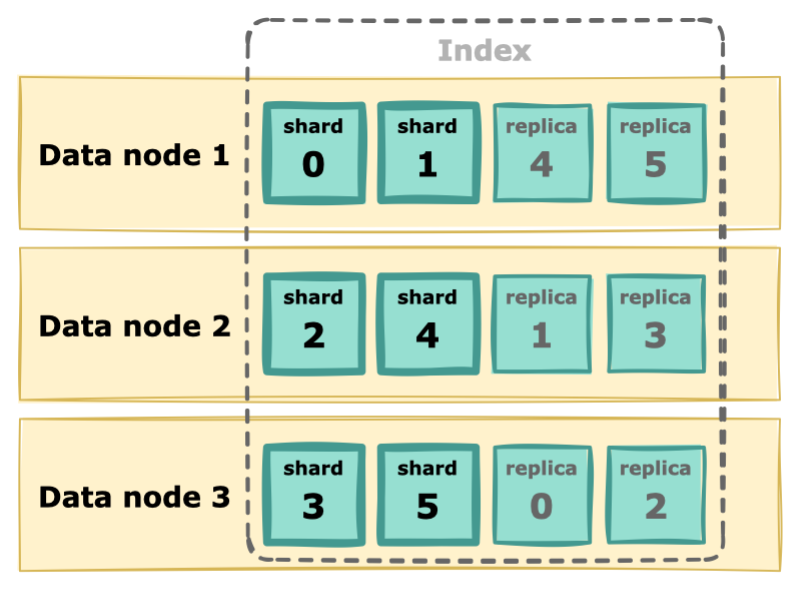 Index
Data node 1
shard shard replica replica
0 1 4 5
Data node 2
shard shard replica replica
2 4 1 3
Data node 3
shard shard replica replica
3 5 0 2